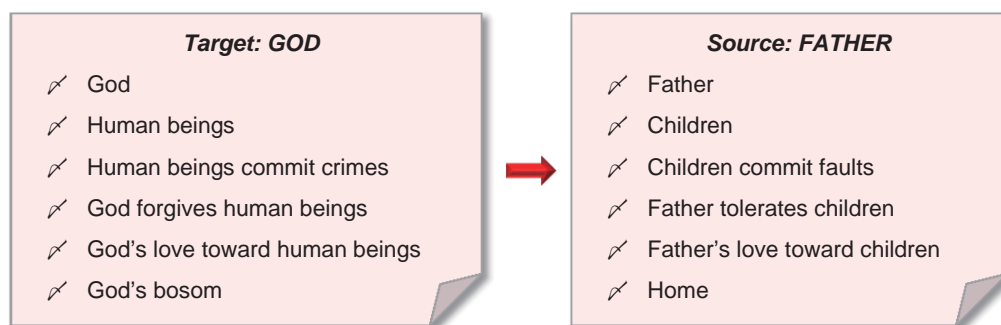 Target: GOD
God
Human beings
Human beings commit crimes
God forgives human beings
God's love toward human beings
God's bosom
Source: FATHER
Father
Children
Children commit faults
Father tolerates children
Father's love toward children
Home